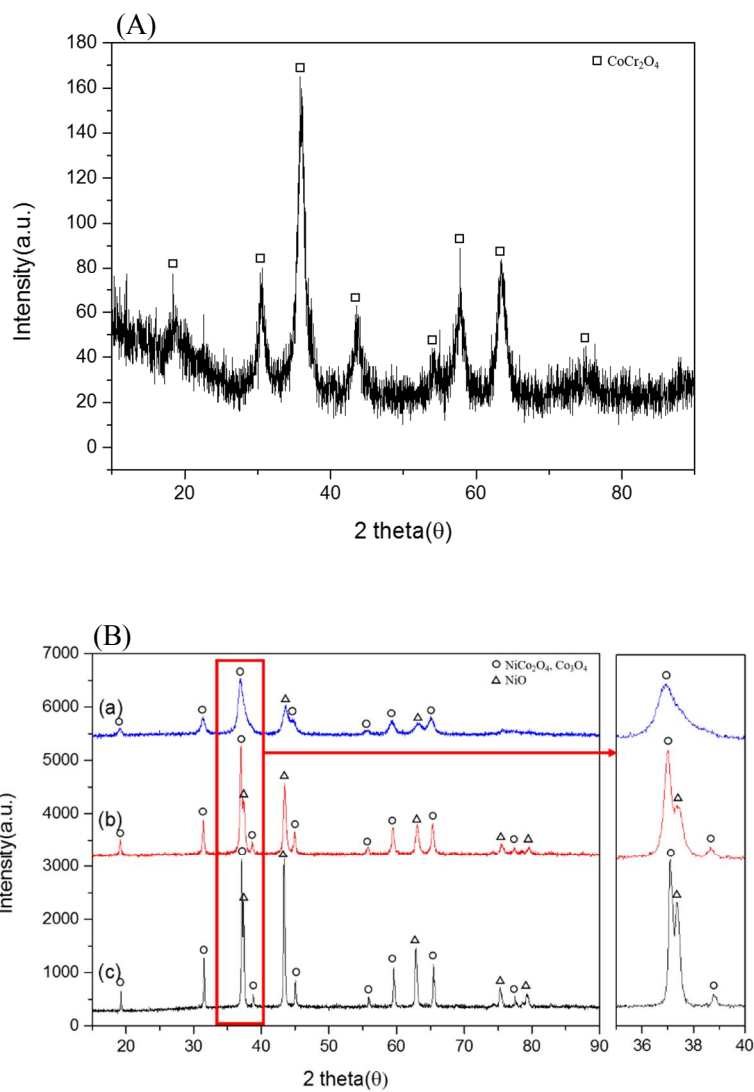 (A)
180
160
140
120
100
80
60
40
20
0
Intensity(a.u.)
□ CoCr₂O₄
20 40 60 80
2 theta(θ)
(B)
7000
6000
5000
4000
3000
2000
1000
0
Intensity(a.u.)
○ NiCo₂O₄, Co₃O₄
△ NiO
(a)
(b)
(c)
20 30 40 50 60 70 80 90
36 38 40
2 theta(θ)